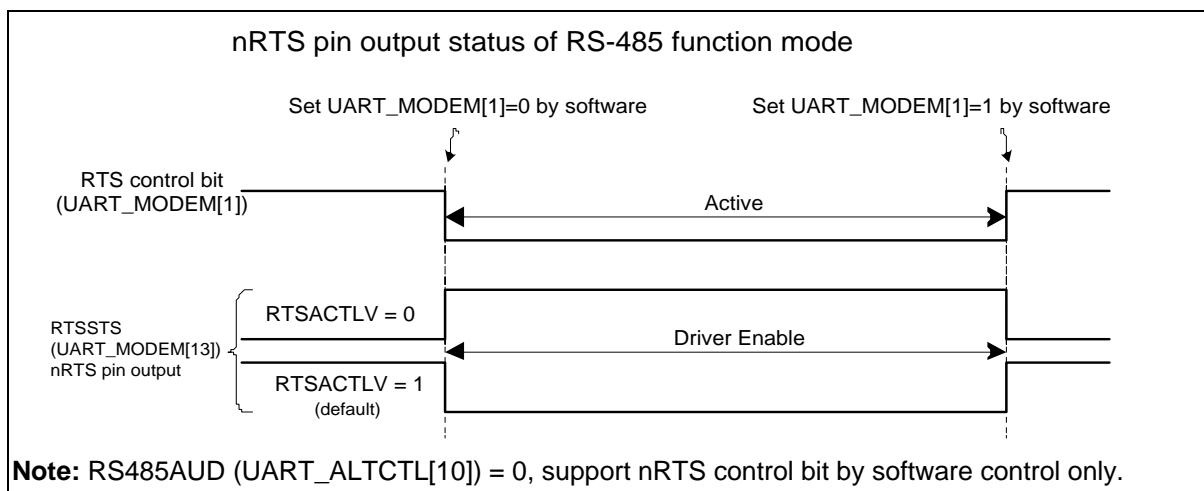 nRTS pin output status of RS-485 function mode
Set UART_MODEM[1]=0 by software
Set UART_MODEM[1]=1 by software
RTS control bit
(UART_MODEM[1])
Active
RTSACTLV = 0
RTSSTS
(UART_MODEM[13])
nRTS pin output
Driver Enable
RTSACTLV = 1
(default)
Note: RS485AUD (UART_ALTCTL[10]) = 0, support nRTS control bit by software control only.